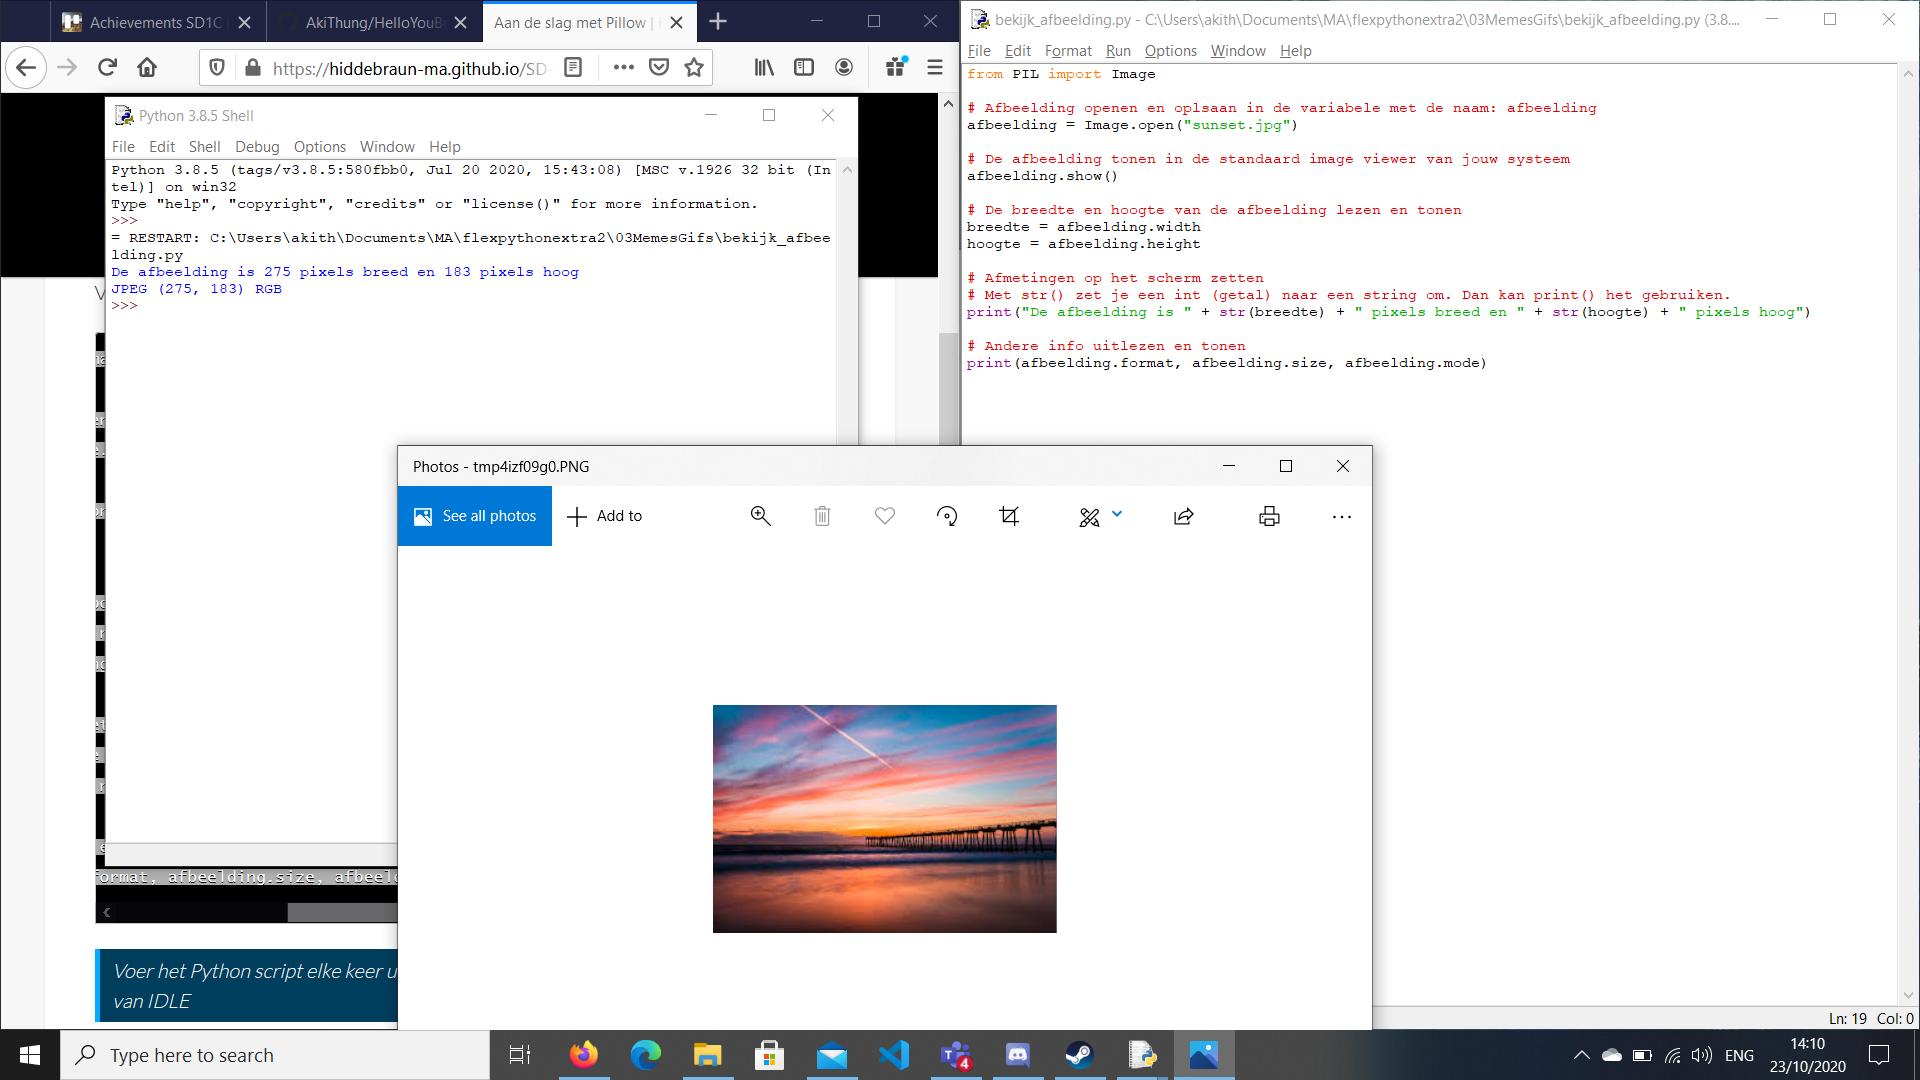 Achievements SD1C
AkiThung/HelloYouB
Aan de slag met Pillow |
https://hiddebraun-ma.github.io/SD-
Python 3.8.5 Shell
File Edit Shell Debug Options Window Help
Python 3.8.5 (tags/v3.8.5:580fbb0, Jul 20 2020, 15:43:08) [MSC v.1926 32 bit (In
tel)] on win32
Type "help", "copyright", "credits" or "license()" for more information.
>>>
= RESTART: C:\Users\akith\Documents\MA\flexpythonextra2\03MemesGifs\bekijk_afbee
lding.py
De afbeelding is 275 pixels breed en 183 pixels hoog
JPEG (275, 183) RGB
>>>
format, afbeelding.size, afbeel
Voer het Python script elke keer u
van IDLE
bekijk_afbeelding.py - C:\Users\akith\Documents\MA\flexpythonextra2\03MemesGifs\bekijk_afbeelding.py (3.8....
File Edit Format Run Options Window Help
from PIL import Image
# Afbeelding openen en oplsaan in de variabele met de naam: afbeelding
afbeelding = Image.open("sunset.jpg")
# De afbeelding tonen in de standaard image viewer van jouw systeem
afbeelding.show()
# De breedte en hoogte van de afbeelding lezen en tonen
breedte = afbeelding.width
hoogte = afbeelding.height
# Afmetingen op het scherm zetten
# Met str() zet je een int (getal) naar een string om. Dan kan print() het gebruiken.
print("De afbeelding is " + str(breedte) + " pixels breed en " + str(hoogte) + " pixels hoog")
# Andere info uitlezen en tonen
print(afbeelding.format, afbeelding.size, afbeelding.mode)
Ln: 19 Col: 0
Photos - tmp4izf09g0.PNG
See all photos
Add to
Type here to search
4
ENG
14:10
23/10/2020